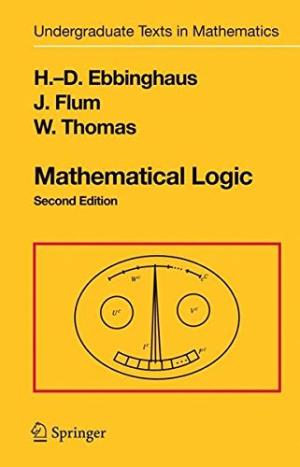 Undergraduate Texts in Mathematics
H.–D. Ebbinghaus
J. Flum
W. Thomas
Mathematical Logic
Second Edition
W^C
<^C
U^C
V^C
I^C
P^C
Springer